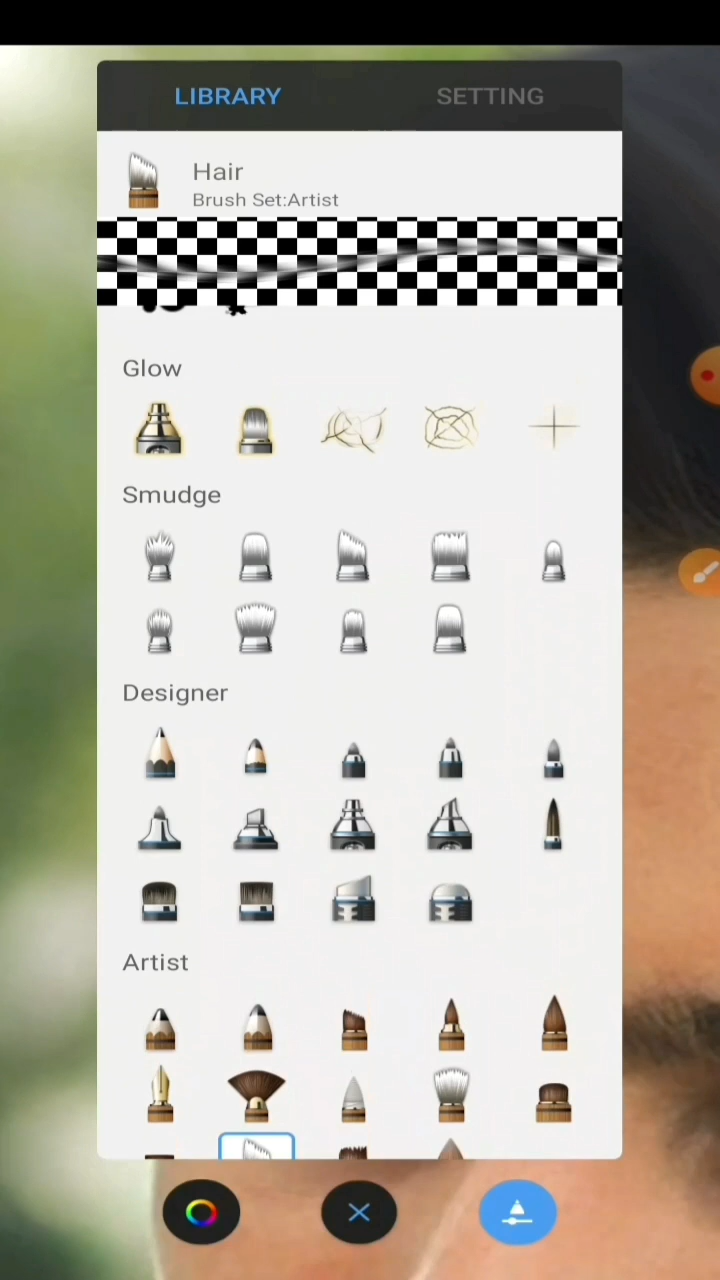 LIBRARY
SETTING
Hair
Brush Set:Artist
Glow
Smudge
Designer
Artist